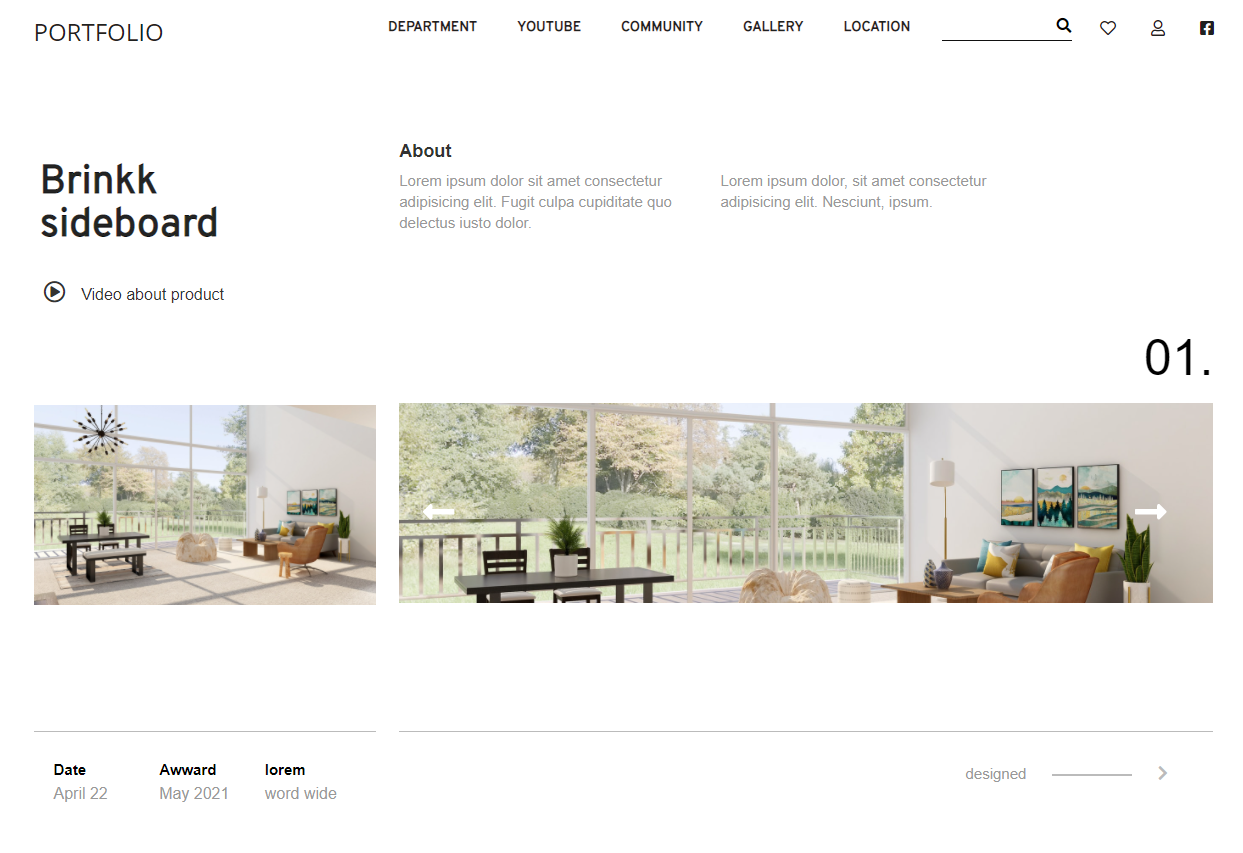 PORTFOLIO
DEPARTMENT YOUTUBE COMMUNITY GALLERY LOCATION
Brinkk
sideboard
Video about product
About
Lorem ipsum dolor sit amet consectetur
adipisicing elit. Fugit culpa cupiditate quo
delectus iusto dolor.
Lorem ipsum dolor, sit amet consectetur
adipisicing elit. Nesciunt, ipsum.
01.
Date Awward lorem
April 22 May 2021 word wide
designed